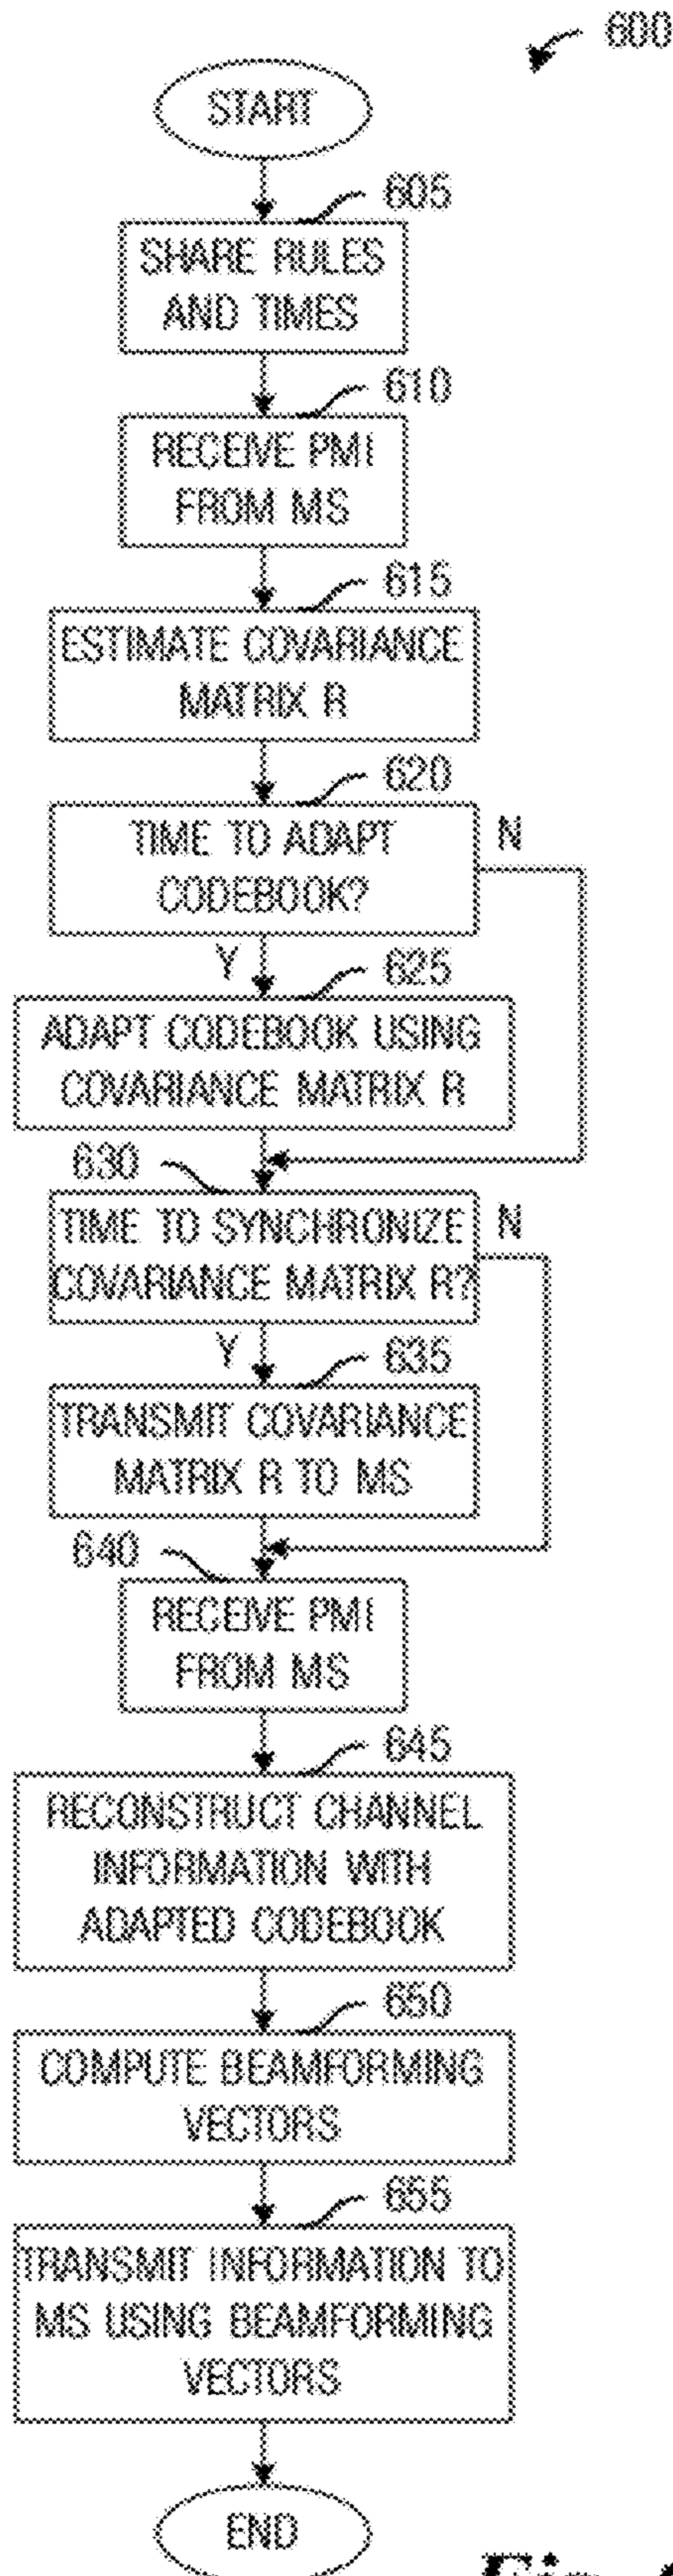 600
START
605
SHARE RULES
AND TIMES
610
RECEIVE PMI
FROM MS
615
ESTIMATE COVARIANCE
MATRIX R
620
TIME TO ADAPT
CODEBOOK?
N
Y
625
ADAPT CODEBOOK USING
COVARIANCE MATRIX R
630
TIME TO SYNCHRONIZE
COVARIANCE MATRIX R?
N
Y
635
TRANSMIT COVARIANCE
MATRIX R TO MS
640
RECEIVE PMI
FROM MS
645
RECONSTRUCT CHANNEL
INFORMATION WITH
ADAPTED CODEBOOK
650
COMPUTE BEAMFORMING
VECTORS
655
TRANSMIT INFORMATION TO
MS USING BEAMFORMING
VECTORS
END